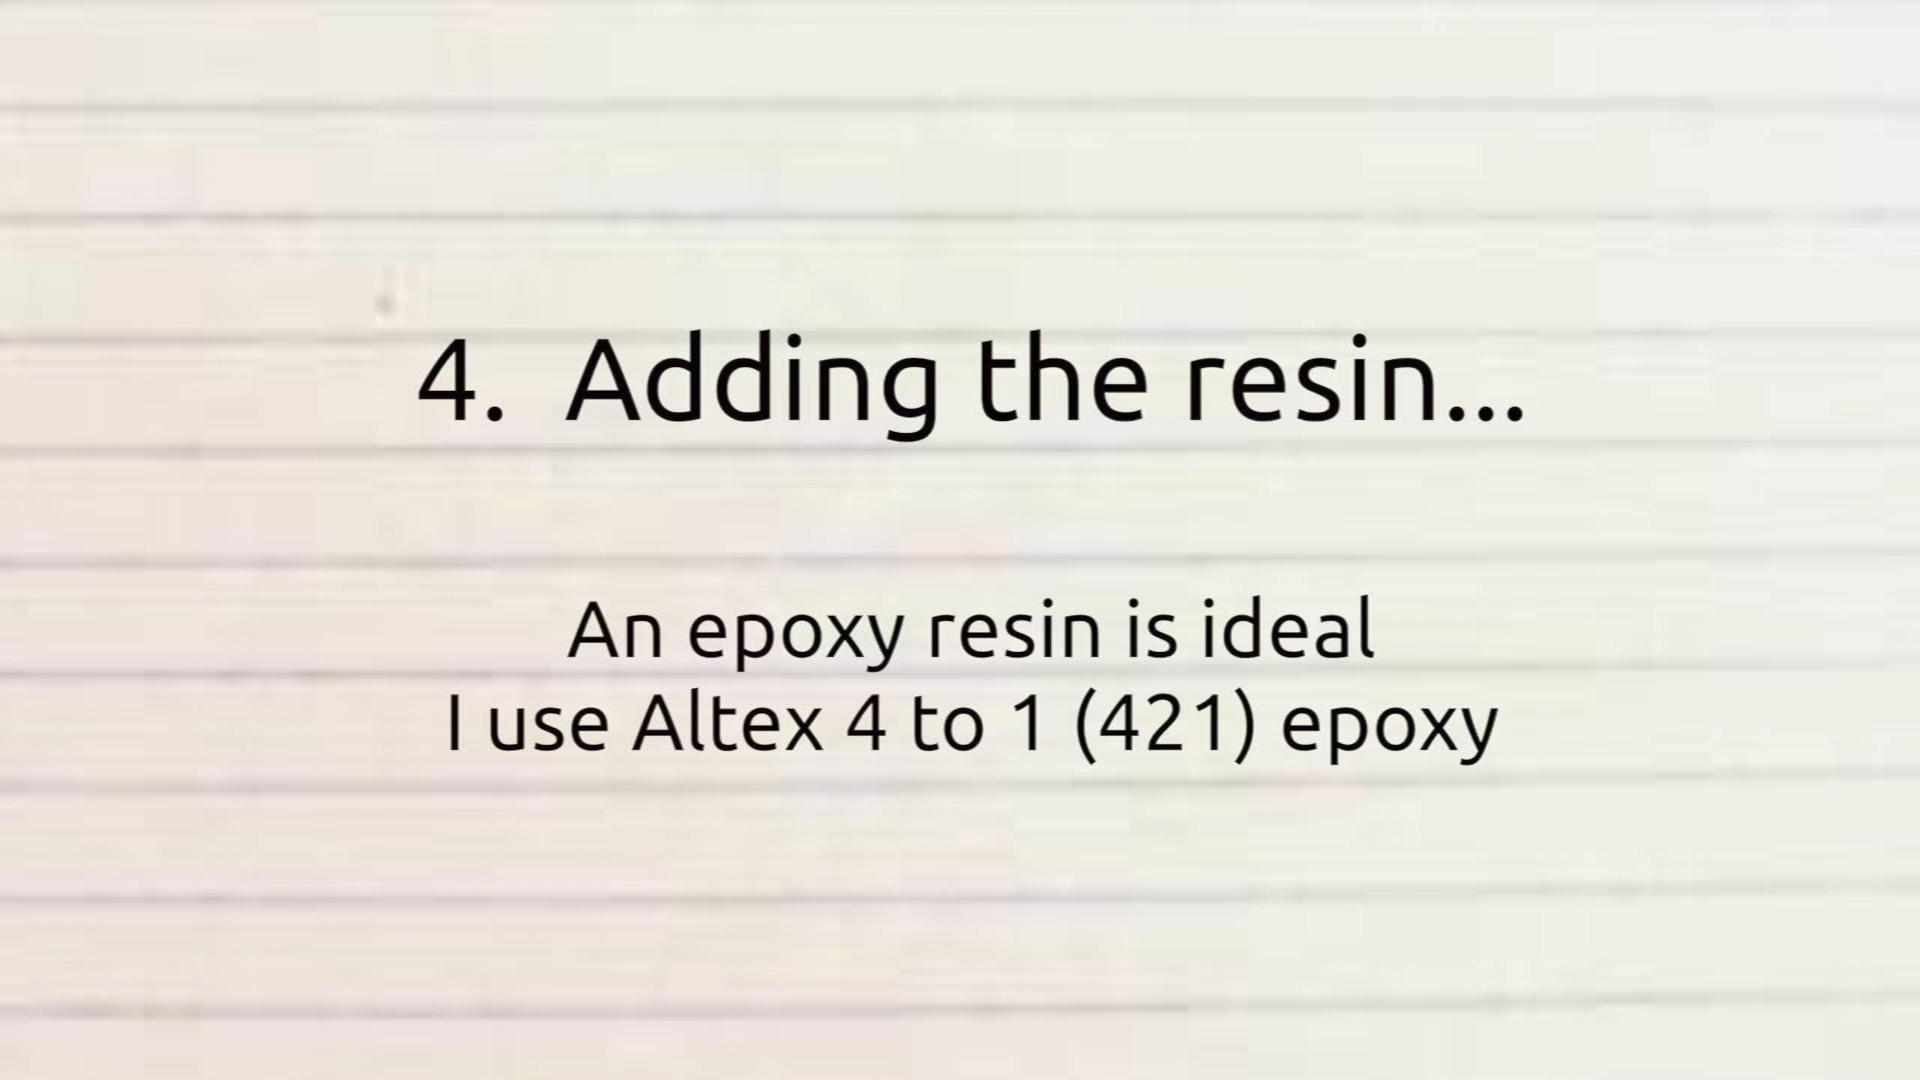 4. Adding the resin...
An epoxy resin is ideal
I use Altex 4 to 1 (421) epoxy